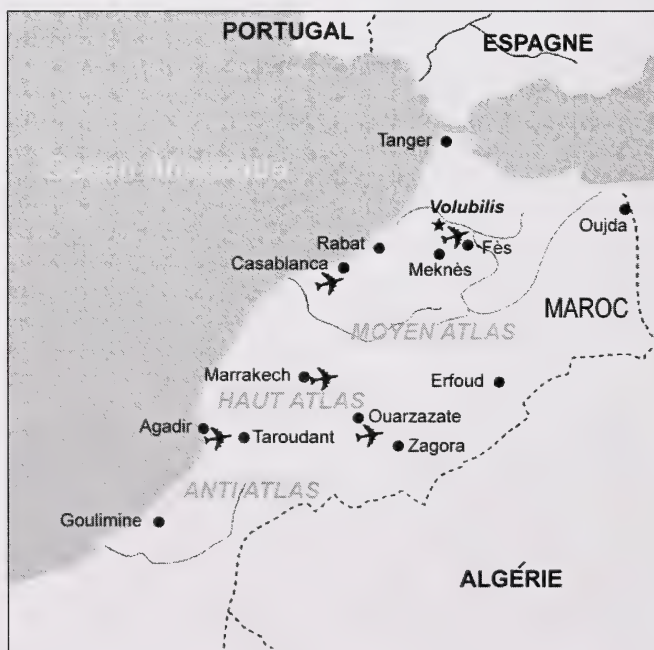 PORTUGAL
ESPAGNE
Tanger
Volubilis
Oujda
Rabat
Fès
Casablanca
Meknès
MAROC
MOYEN ATLAS
Marrakech
Erfoud
HAUT ATLAS
Ouarzazate
Agadir
Taroudant
Zagora
ANTI ATLAS
Goulimine
ALGÉRIE